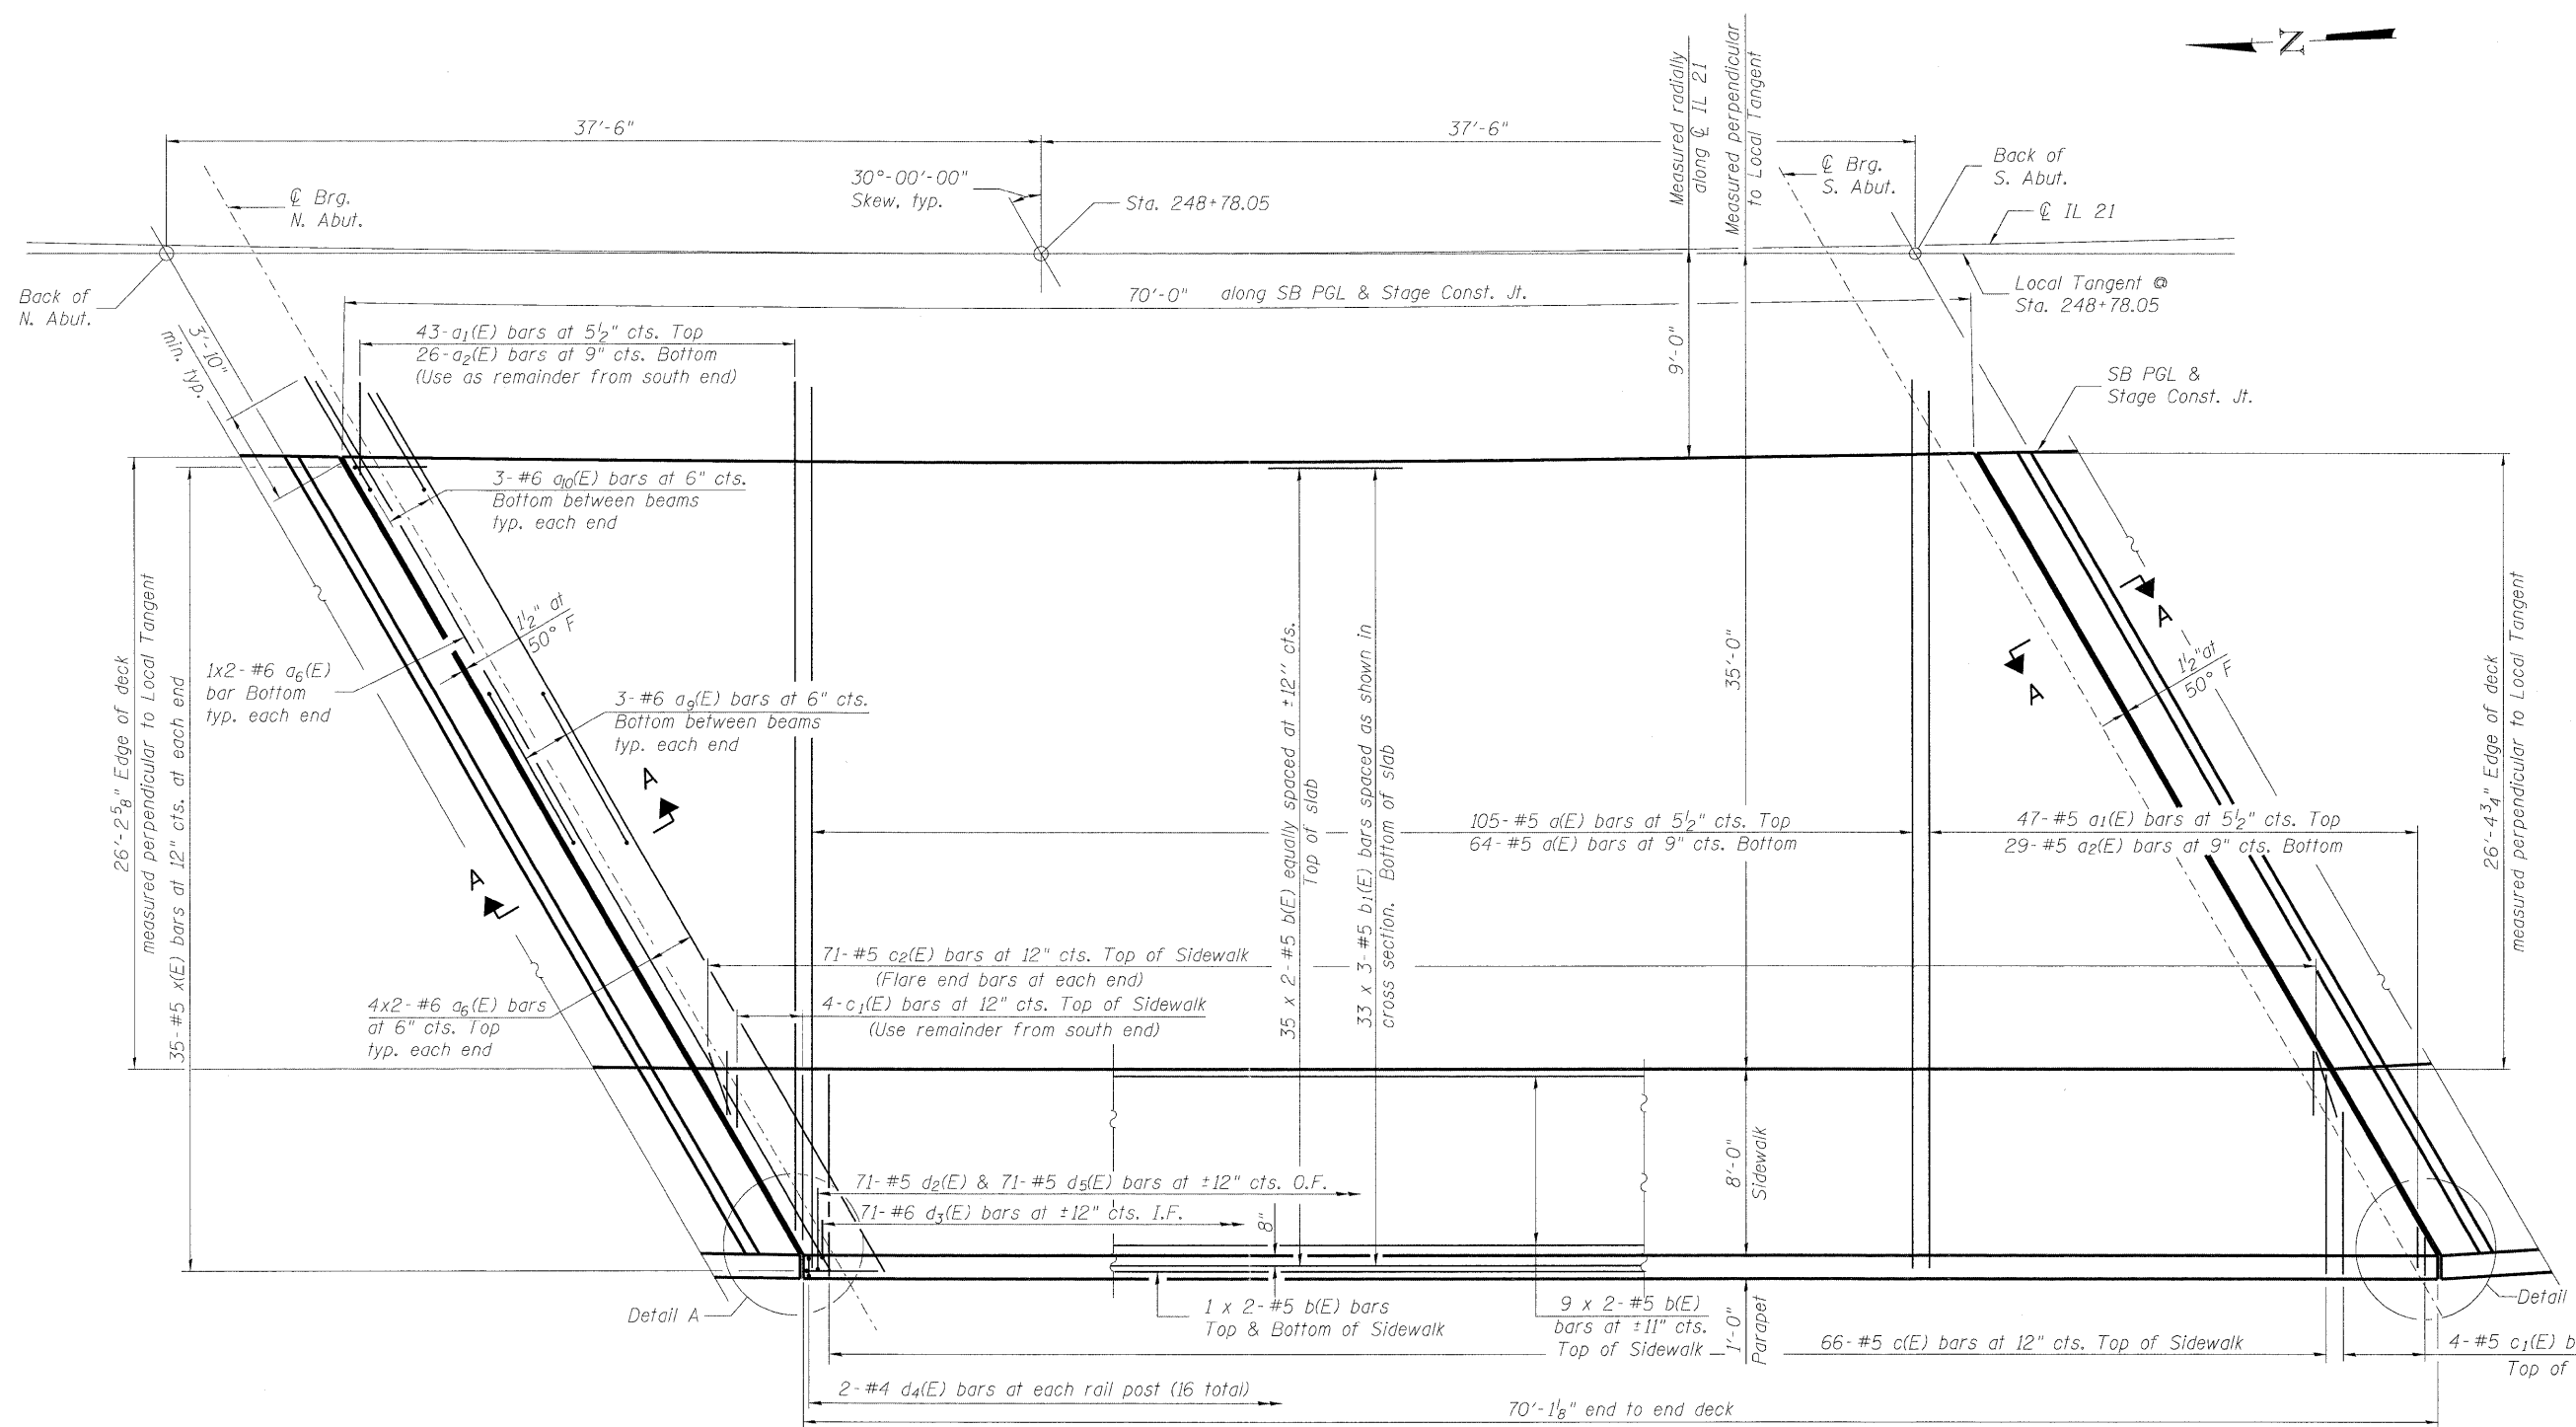 N
37'-6"
37'-6"
Measured radially
along ℄ IL 21
Measured perpendicular
to Local Tangent
℄ Brg.
N. Abut.
30°-00'-00"
Skew, typ.
Sta. 248+78.05
℄ Brg.
S. Abut.
Back of
S. Abut.
℄ IL 21
Back of
N. Abut.
Local Tangent @
Sta. 248+78.05
70'-0" along SB PGL & Stage Const. Jt.
3'-10"
min. typ.
43-a1(E) bars at 5½" cts. Top
26-a2(E) bars at 9" cts. Bottom
(Use as remainder from south end)
9'-0"
SB PGL &
Stage Const. Jt.
3-#6 a10(E) bars at 6" cts.
Bottom between beams
typ. each end
26'-2⅝" Edge of deck
measured perpendicular to Local Tangent
35-#5 x(E) bars at 12" cts. at each end
1½" at
50° F
1x2-#6 a6(E)
bar Bottom
typ. each end
3-#6 a9(E) bars at 6" cts.
Bottom between beams
typ. each end
A
A
35 x 2-#5 b(E) equally spaced at ±12" cts.
Top of slab
33 x 3-#5 b1(E) bars spaced as shown in
cross section. Bottom of slab
35'-0"
A
A
1½" at
50° F
26'-4¾" Edge of deck
measured perpendicular to Local Tangent
105-#5 a(E) bars at 5½" cts. Top
64-#5 a(E) bars at 9" cts. Bottom
47-#5 a1(E) bars at 5½" cts. Top
29-#5 a2(E) bars at 9" cts. Bottom
71-#5 c2(E) bars at 12" cts. Top of Sidewalk
(Flare end bars at each end)
4-c1(E) bars at 12" cts. Top of Sidewalk
(Use remainder from south end)
4x2-#6 a6(E) bars
at 6" cts. Top
typ. each end
8'-0"
Sidewalk
71-#5 d2(E) & 71-#5 d5(E) bars at ±12" cts. O.F.
71-#6 d3(E) bars at ±12" cts. I.F.
8"
Detail A
1 x 2-#5 b(E) bars
Top & Bottom of Sidewalk
9 x 2-#5 b(E)
bars at ±11" cts.
Top of Sidewalk
1'-0"
Parapet
Detail
66-#5 c(E) bars at 12" cts. Top of Sidewalk
4-#5 c1(E) b
Top of
2-#4 d4(E) bars at each rail post (16 total)
70'-1⅛" end to end deck